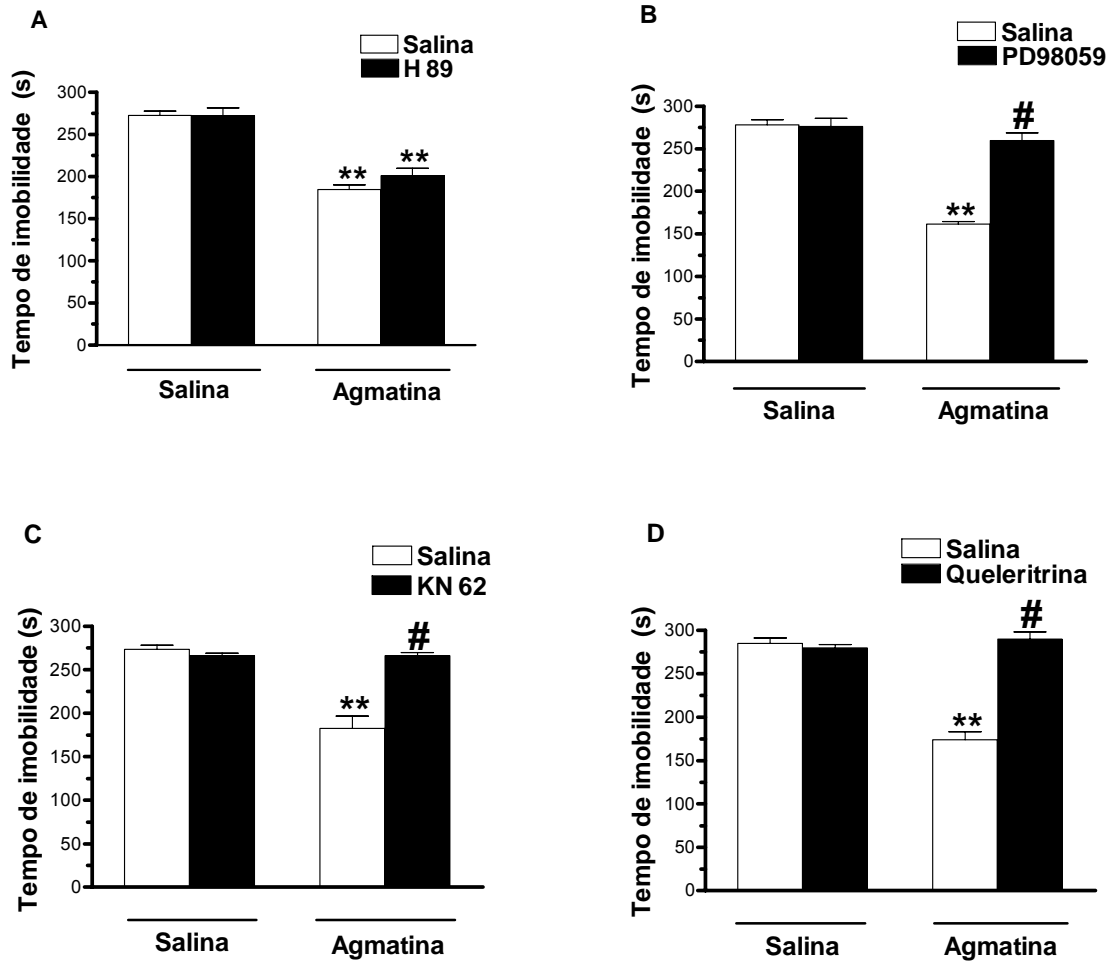 A
Salina
H 89
Tempo de imobilidade (s)
300
250
200
150
100
50
0
**
**
Salina
Agmatina
B
Salina
PD98059
Tempo de imobilidade (s)
300
250
200
150
100
50
0
**
#
Salina
Agmatina
C
Salina
KN 62
Tempo de imobilidade (s)
300
250
200
150
100
50
0
**
#
Salina
Agmatina
D
Salina
Queleritrina
Tempo de imobilidade (s)
300
250
200
150
100
50
0
**
#
Salina
Agmatina